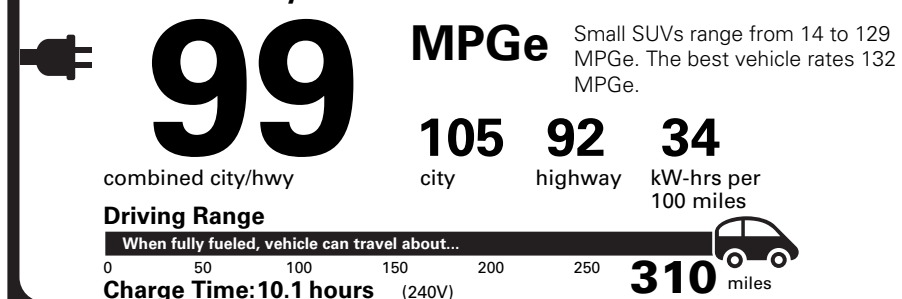 99
MPGe
Small SUVs range from 14 to 129
MPGe. The best vehicle rates 132
MPGe.
combined city/hwy
105 92 34
city highway kW-hrs per
100 miles
Driving Range
When fully fueled, vehicle can travel about...
0 50 100 150 200 250 310 miles
Charge Time: 10.1 hours (240V)